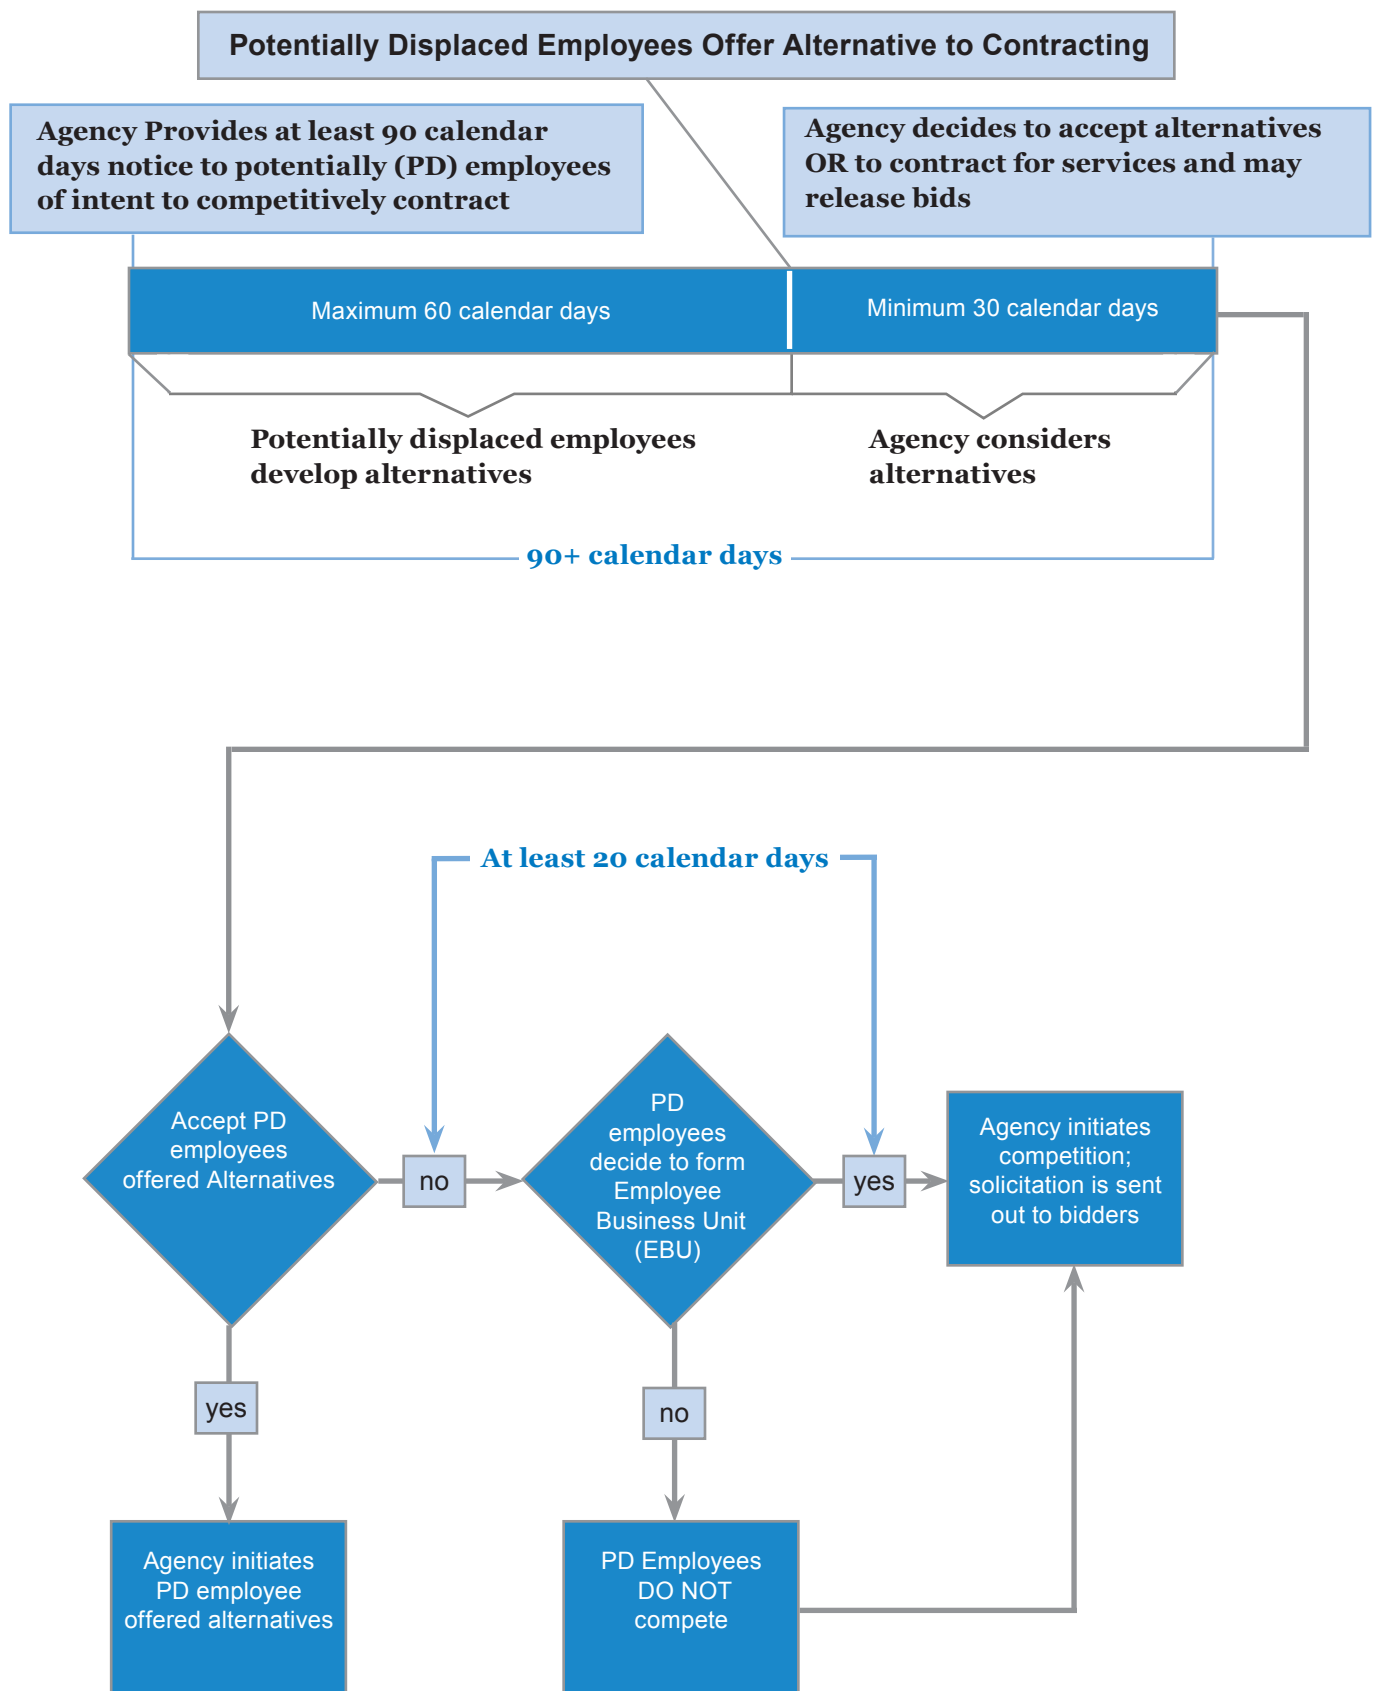 Potentially Displaced Employees Offer Alternative to Contracting
Agency Provides at least 90 calendar
days notice to potentially (PD) employees
of intent to competitively contract
Agency decides to accept alternatives
OR to contract for services and may
release bids
Maximum 60 calendar days
Minimum 30 calendar days
Potentially displaced employees
develop alternatives
Agency considers
alternatives
90+ calendar days
At least 20 calendar days
Accept PD
employees
offered Alternatives
no
PD
employees
decide to form
Employee
Business Unit
(EBU)
yes
Agency initiates
competition;
solicitation is sent
out to bidders
yes
no
Agency initiates
PD employee
offered alternatives
PD Employees
DO NOT
compete